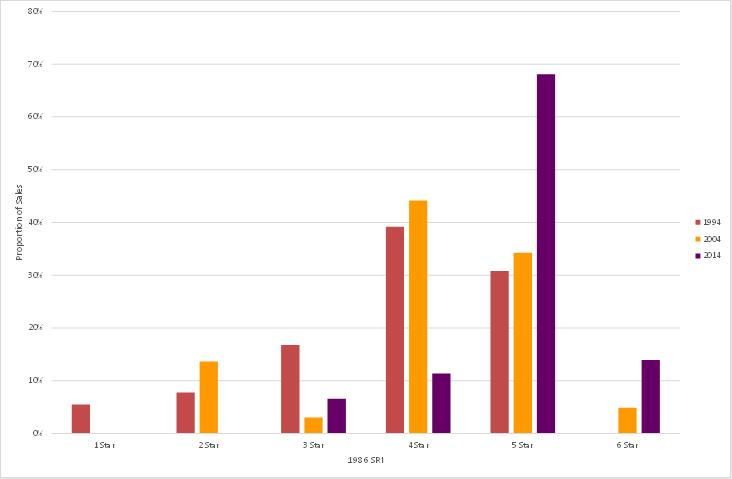 80%
70%
60%
50%
40%
30%
20%
10%
0%
Proportion of Sales
1 Star
2 Star
3 Star
4 Star
5 Star
6 Star
1986 SRI
1994
2004
2014